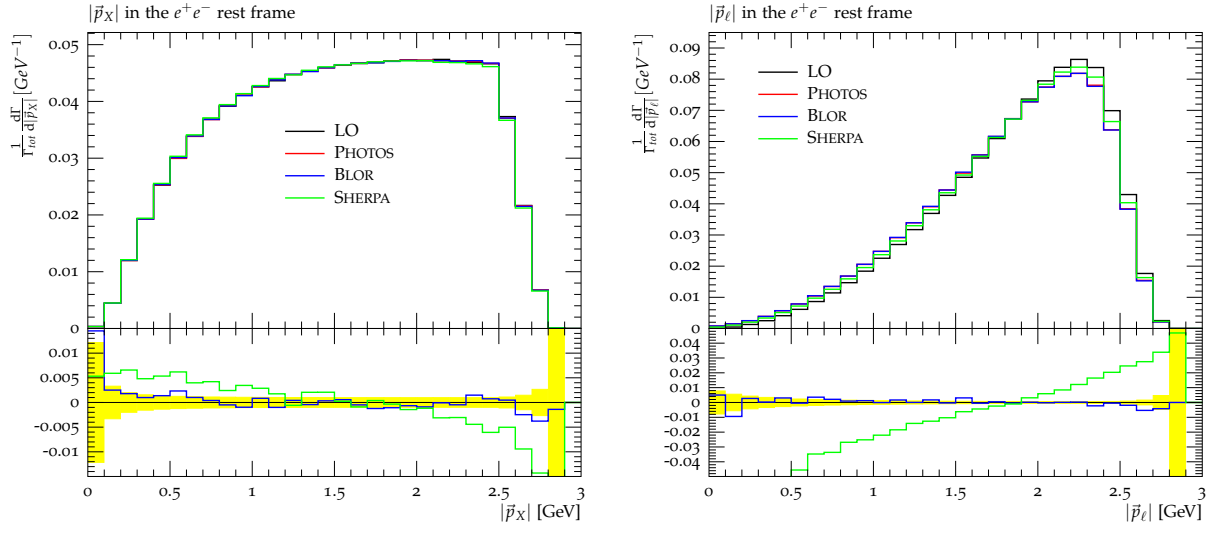 |p⃗_X| in the e⁺e⁻ rest frame
1/Γ_tot dΓ/d|p⃗_X| [GeV⁻¹]
0.05
0.04
0.03
0.02
0.01
0
LO
PHOTOS
BLOR
SHERPA
0.01
0.005
0
-0.005
-0.01
0 0.5 1 1.5 2 2.5 3
|p⃗_X| [GeV]
|p⃗_ℓ| in the e⁺e⁻ rest frame
1/Γ_tot dΓ/d|p⃗_ℓ| [GeV⁻¹]
0.09
0.08
0.07
0.06
0.05
0.04
0.03
0.02
0.01
0
LO
PHOTOS
BLOR
SHERPA
0.04
0.03
0.02
0.01
0
-0.01
-0.02
-0.03
-0.04
0 0.5 1 1.5 2 2.5 3
|p⃗_ℓ| [GeV]